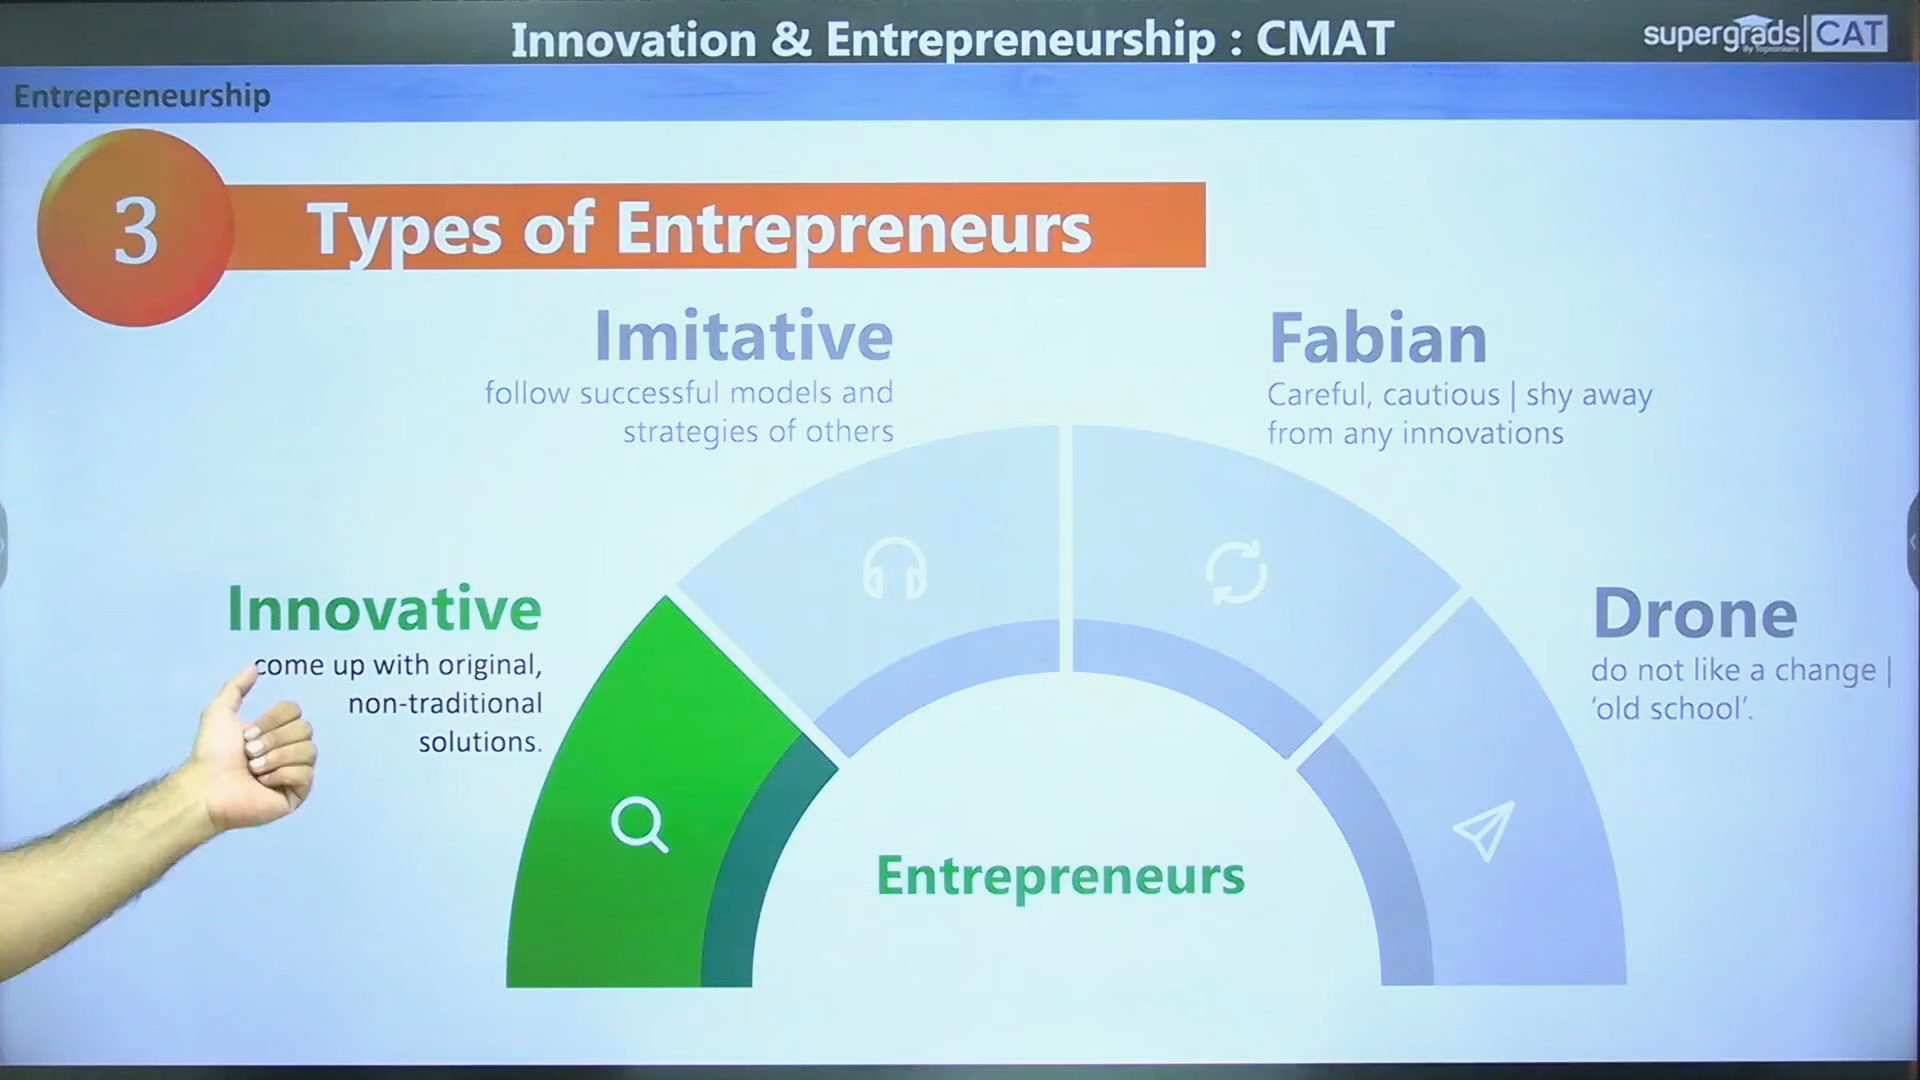 Innovation & Entrepreneurship : CMAT
supergrads CAT
By Toprankers
Entrepreneurship
3
Types of Entrepreneurs
Imitative
follow successful models and
strategies of others
Fabian
Careful, cautious | shy away
from any innovations
Innovative
come up with original,
non-traditional
solutions.
Drone
do not like a change |
‘old school’.
Entrepreneurs